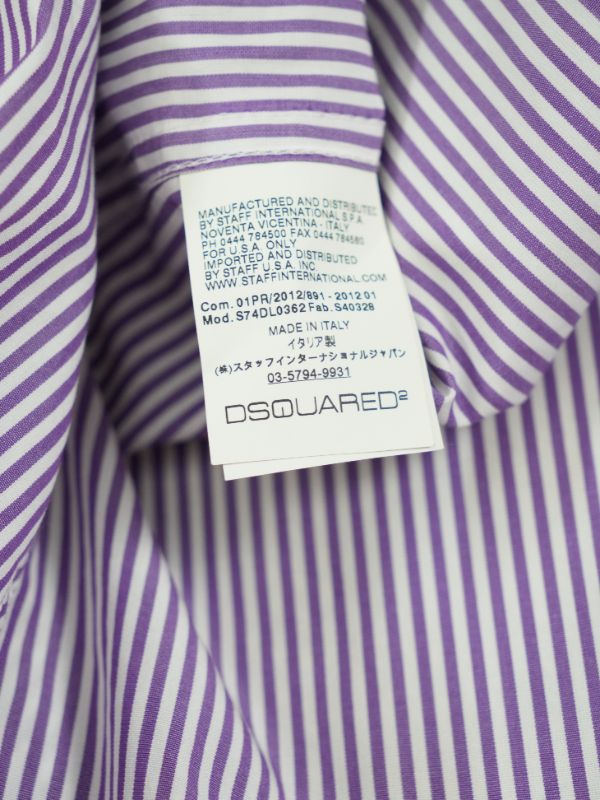 MANUFACTURED AND DISTRIBUTED
BY STAFF INTERNATIONAL S.P.A
NOVENTA VICENTINA - ITALY
PH 0444 784500 FAX 0444 784580
FOR U.S.A. ONLY
IMPORTED AND DISTRIBUTED
BY STAFF U.S.A. INC
WWW.STAFFINTERNATIONAL.COM
Com. 01PR/2012/891 - 2012 01
Mod. S74DL0362 Fab. S40328
MADE IN ITALY
イタリア製
(株)スタッフインターナショナルジャパン
03-5794-9931
DSQUARED2